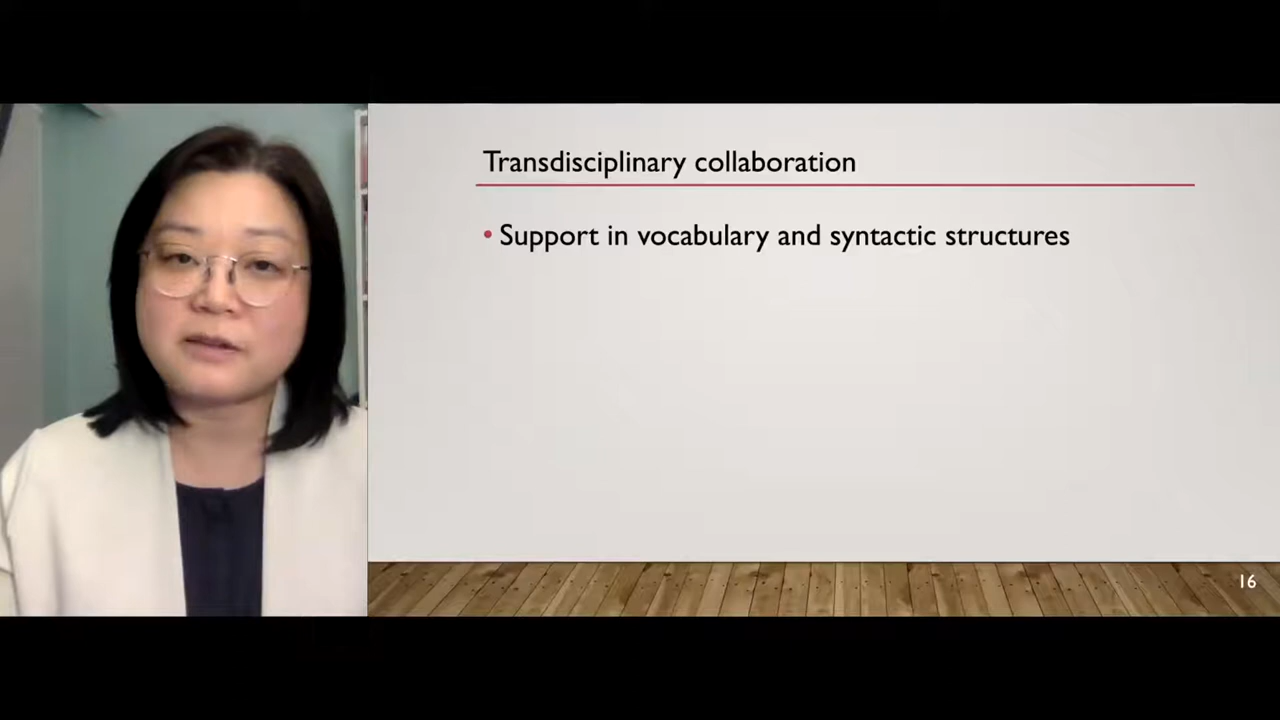 Transdisciplinary collaboration
• Support in vocabulary and syntactic structures
16